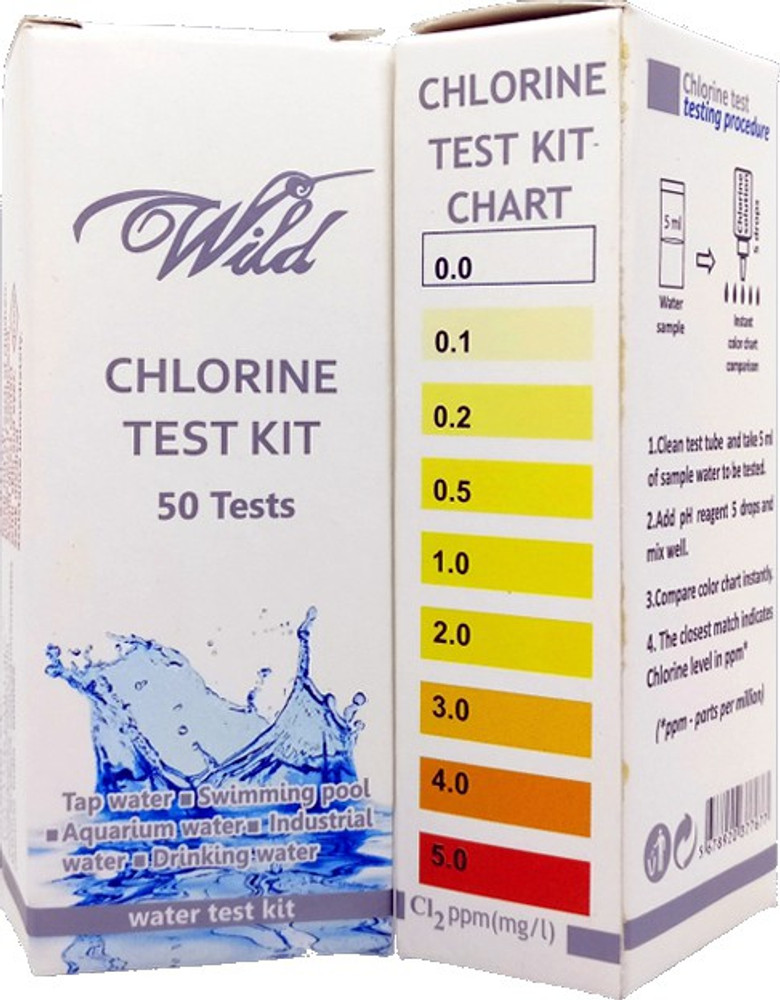 Wild
CHLORINE
TEST KIT
50 Tests
Tap water ▪ Swimming pool
▪ Aquarium water ▪ Industrial
water ▪ Drinking water
water test kit
CHLORINE
TEST KIT
CHART
0.0
0.1
0.2
0.5
1.0
2.0
3.0
4.0
5.0
Cl₂ ppm(mg/l)
Chlorine test
testing procedure
5 ml
Chlorine
solution
5 drops
Water
sample
Instant
color chart
comparison
1.Clean test tube and take 5 ml
of sample water to be tested.
2.Add pH reagent 5 drops and
mix well.
3.Compare color chart instantly.
4. The closest match indicates
Chlorine level in ppm*
(*ppm - parts per million)